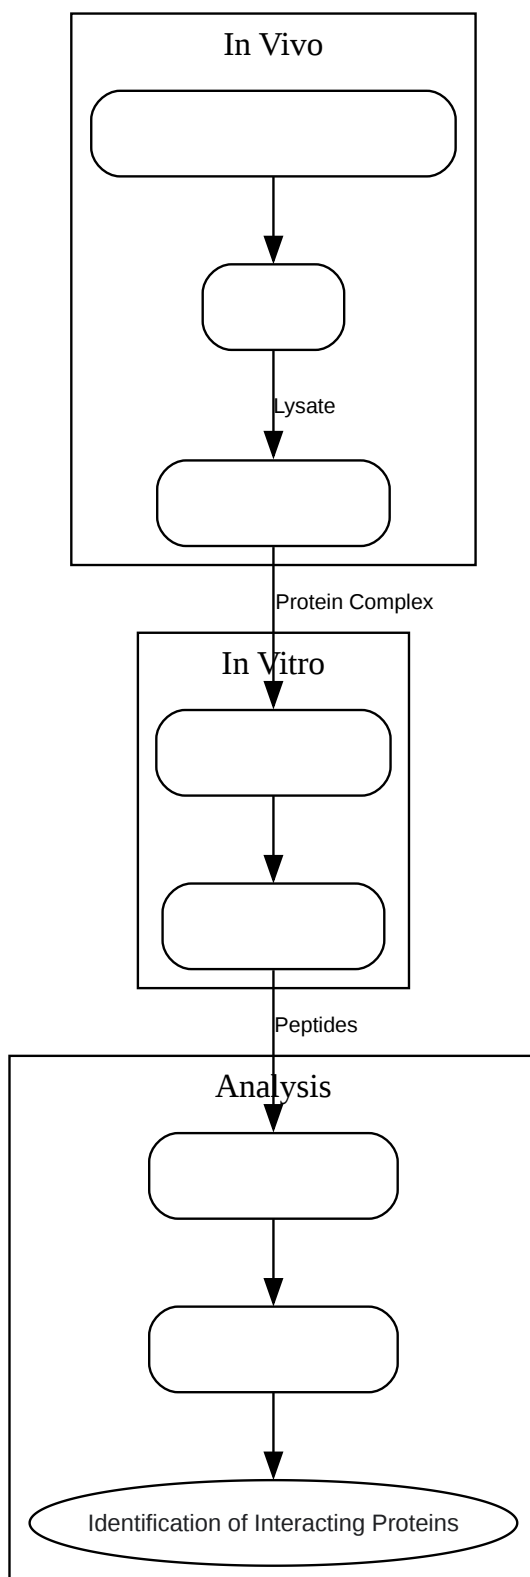 In Vivo
Lysate
Protein Complex
In Vitro
Peptides
Analysis
Identification of Interacting Proteins